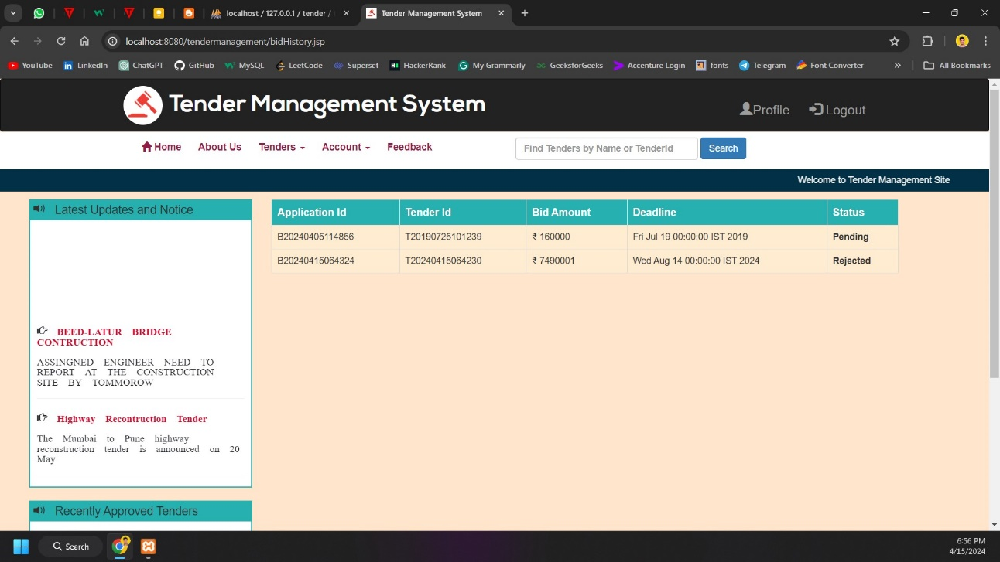 localhost / 127.0.0.1 / tender /
Tender Management System
localhost:8080/tendermanagement/bidHistory.jsp
YouTube LinkedIn ChatGPT GitHub MySQL LeetCode Superset HackerRank My Grammarly GeeksforGeeks Accenture Login fonts Telegram Font Converter » All Bookmarks
Tender Management System
Profile Logout
Home About Us Tenders Account Feedback
Find Tenders by Name or TenderId Search
Welcome to Tender Management Site
Latest Updates and Notice
BEED-LATUR BRIDGE
CONTRUCTION
ASSINGNED ENGINEER NEED TO
REPORT AT THE CONSTRUCTION
SITE BY TOMMOROW
Highway Recontruction Tender
The Mumbai to Pune highway
reconstruction tender is announced on 20
May
Recently Approved Tenders
Application Id Tender Id Bid Amount Deadline Status
B20240405114856 T20190725101239 ₹ 160000 Fri Jul 19 00:00:00 IST 2019 Pending
B20240415064324 T20240415064230 ₹ 7490001 Wed Aug 14 00:00:00 IST 2024 Rejected
Search
6:56 PM
4/15/2024